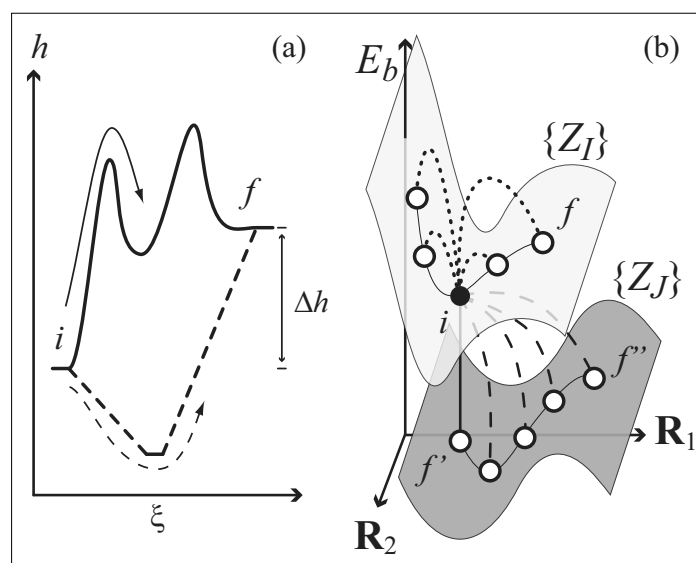 (a)
h
i
f
Δh
ξ
(b)
E_b
{Z_I}
f
i
{Z_J}
f''
f'
R_1
R_2